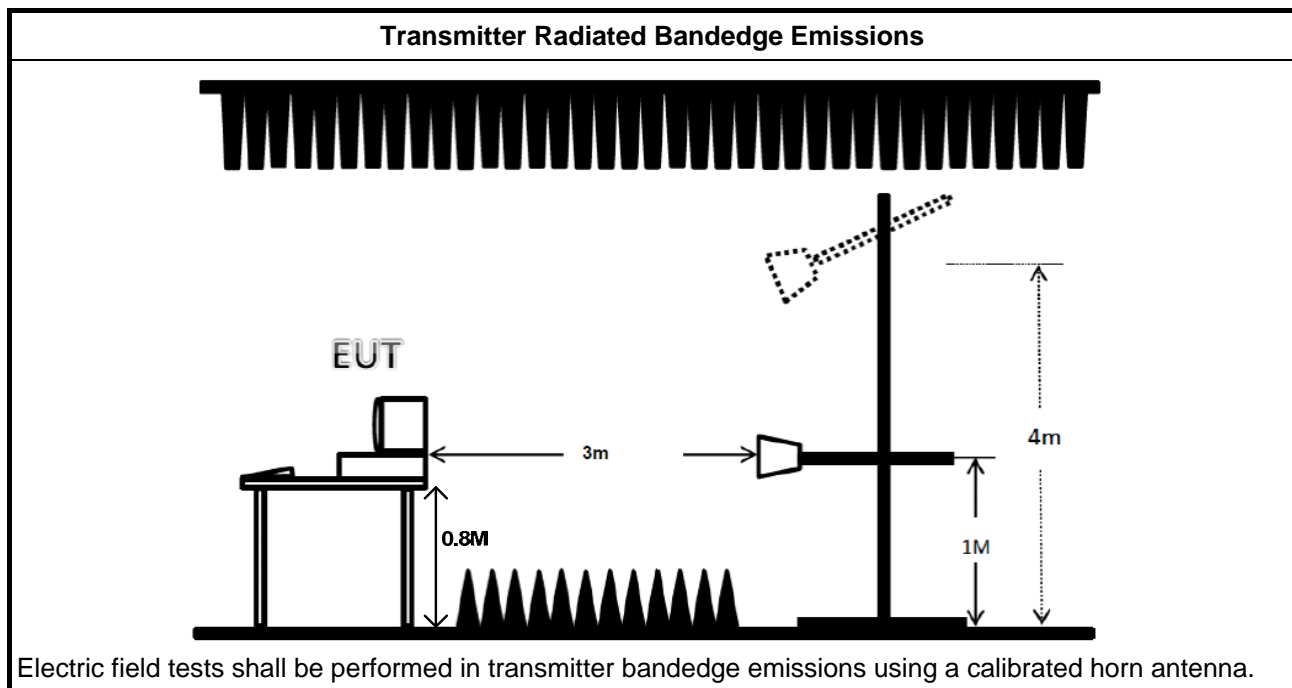 Transmitter Radiated Bandedge Emissions
EUT
3m
4m
0.8M
1M
Electric field tests shall be performed in transmitter bandedge emissions using a calibrated horn antenna.